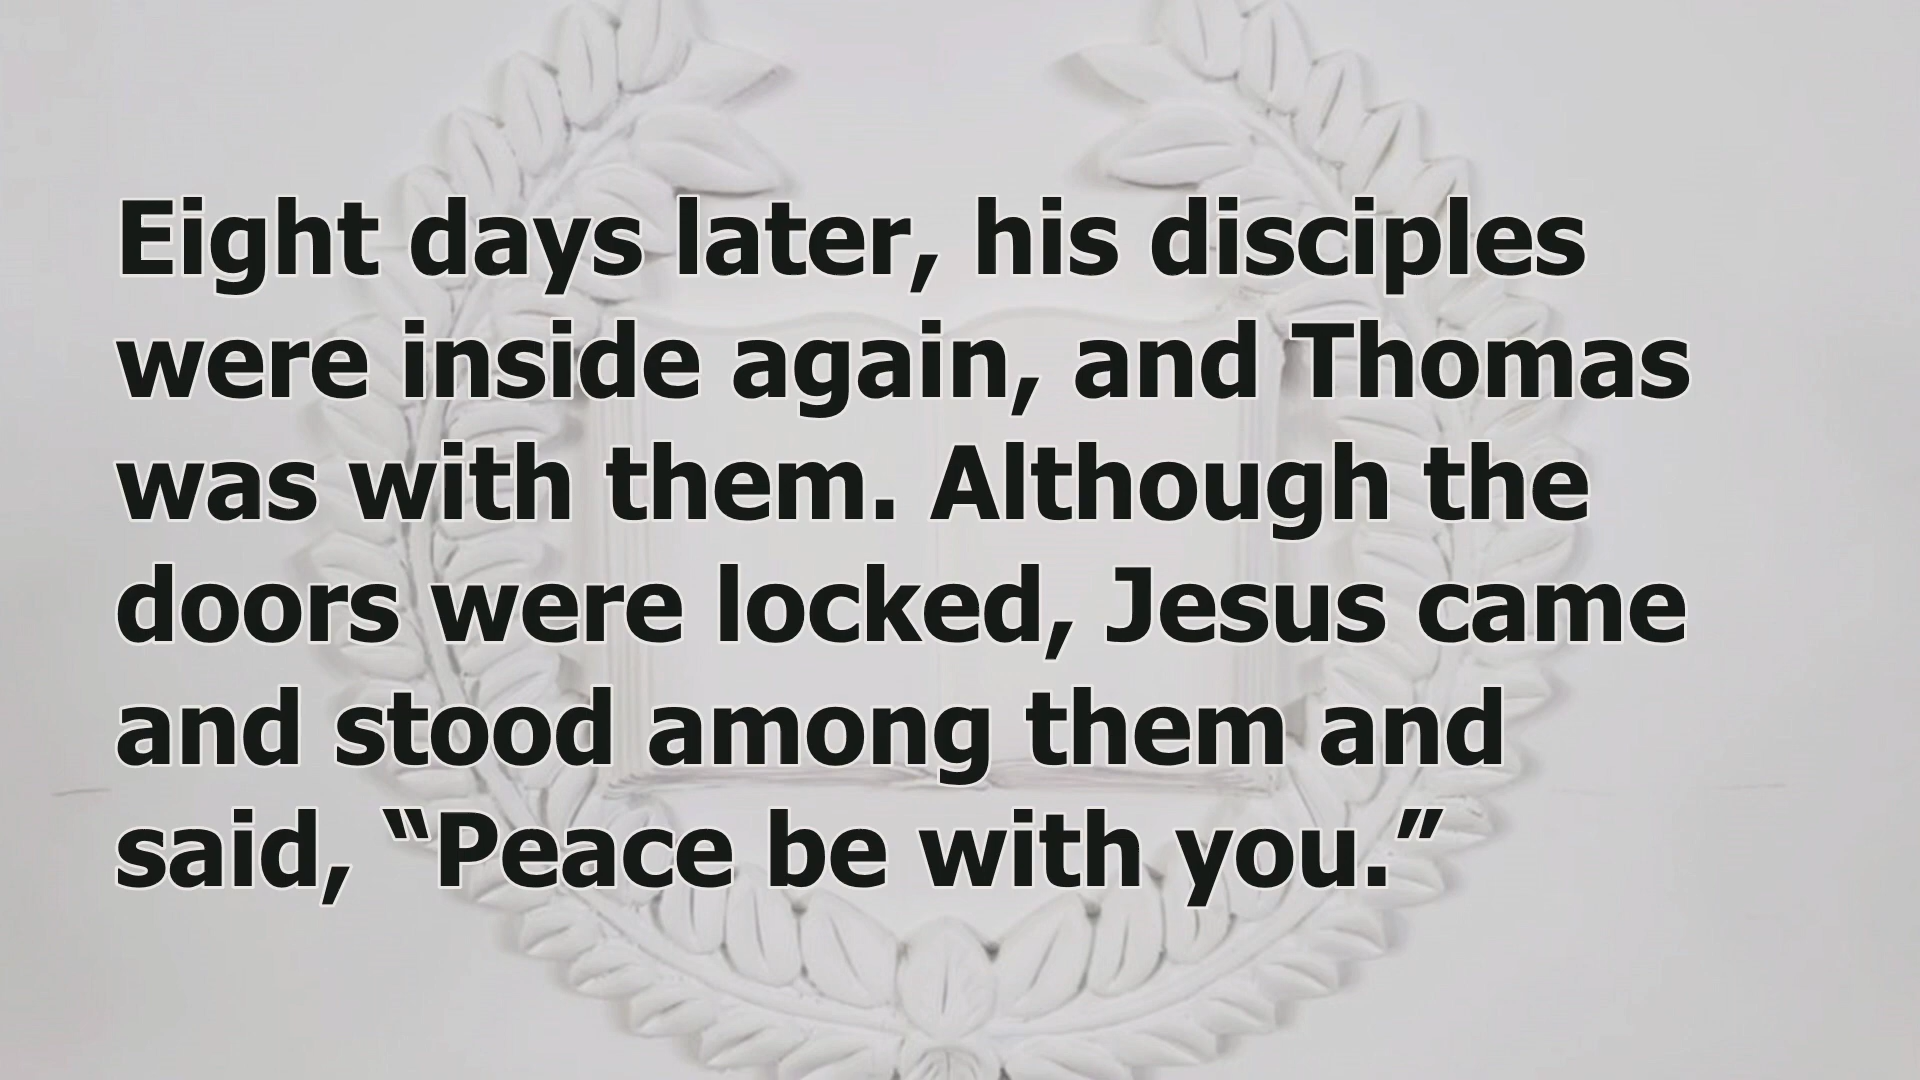 Eight days later, his disciples
were inside again, and Thomas
was with them. Although the
doors were locked, Jesus came
and stood among them and
said, “Peace be with you.”